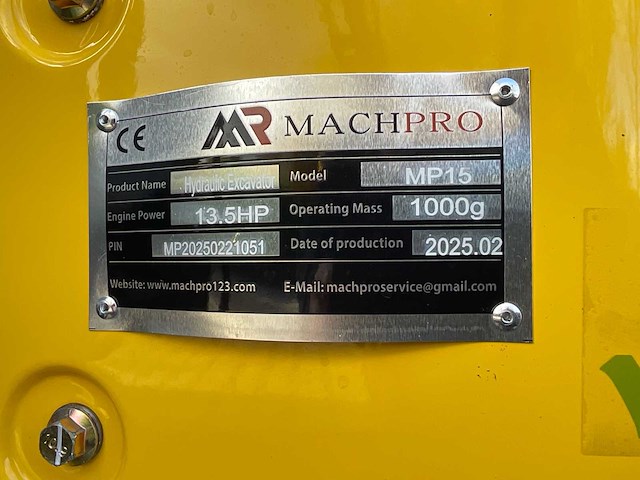 CE MR MACHPRO
Product Name Hydraulic Excavator Model MP15
Engine Power 13.5HP Operating Mass 1000g
PIN MP20250221051 Date of production 2025.02
Website: www.machpro123.com E-Mail: machproservice@gmail.com